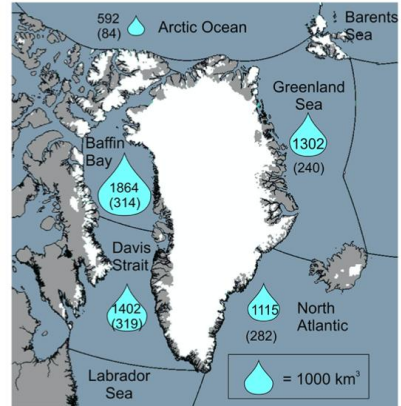 592
(84)
Arctic Ocean
Barents
Sea
Greenland
Sea
1302
(240)
Baffin
Bay
1864
(314)
Davis
Strait
1402
(319)
1115
(282)
North
Atlantic
Labrador
Sea
= 1000 km³